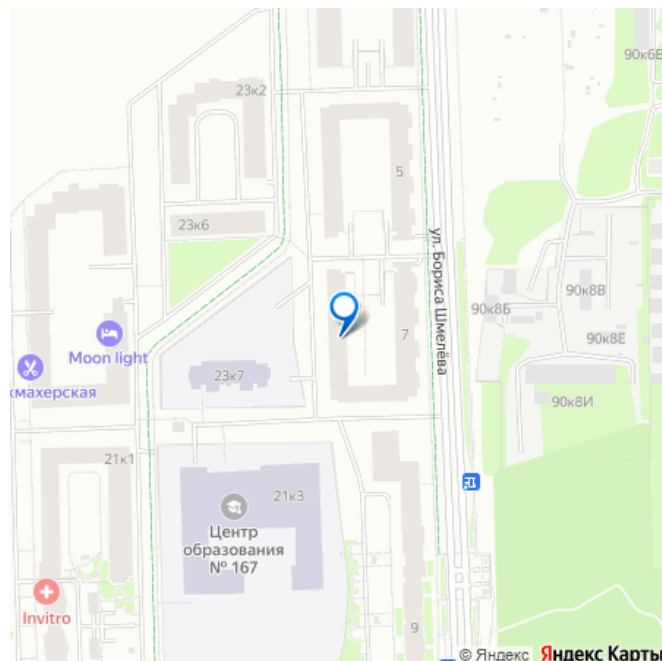 90к6В
23к2
5
23к6
ул. Бориса Шмелёва
90к8В
90к8Б
7
90к8Е
Moon light
кмахерская
23к7
90к8И
21к1
21к3
Центр
образования
№ 167
Invitro
9
© Яндекс Яндекс Карты